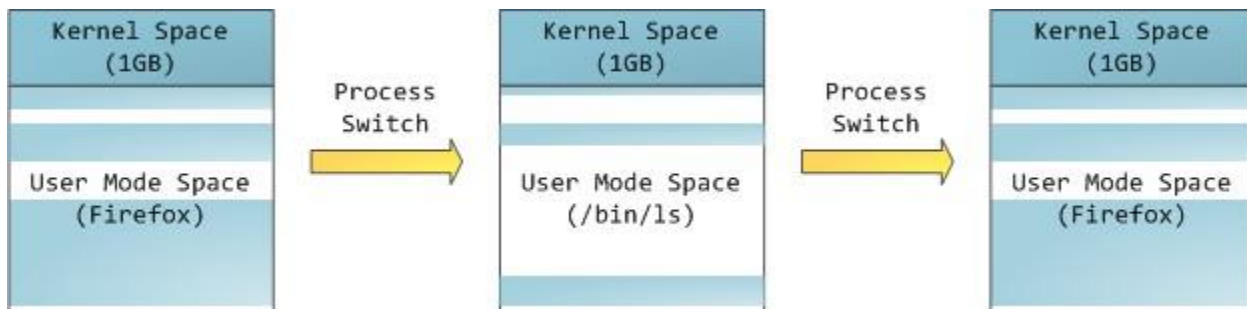 Kernel Space
(1GB)
User Mode Space
(Firefox)
Process
Switch
Kernel Space
(1GB)
User Mode Space
(/bin/ls)
Process
Switch
Kernel Space
(1GB)
User Mode Space
(Firefox)